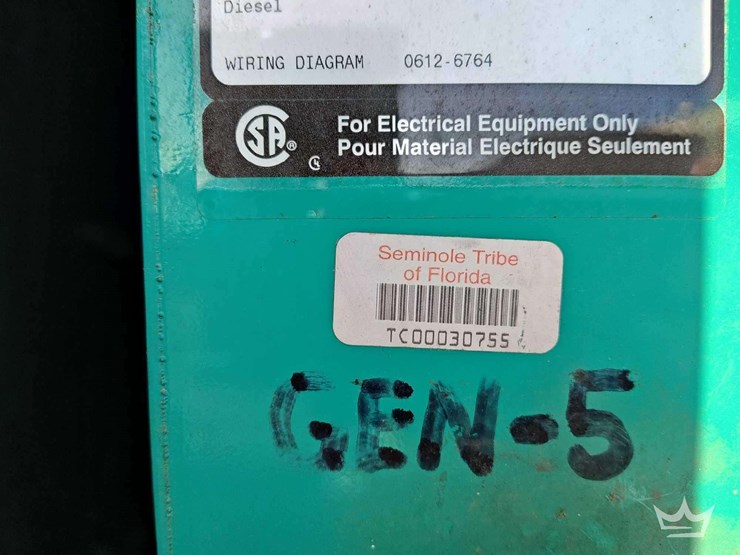 Diesel
WIRING DIAGRAM 0612-6764
SA®
For Electrical Equipment Only
Pour Material Electrique Seulement
Seminole Tribe
of Florida
TC00030755
GEN-5